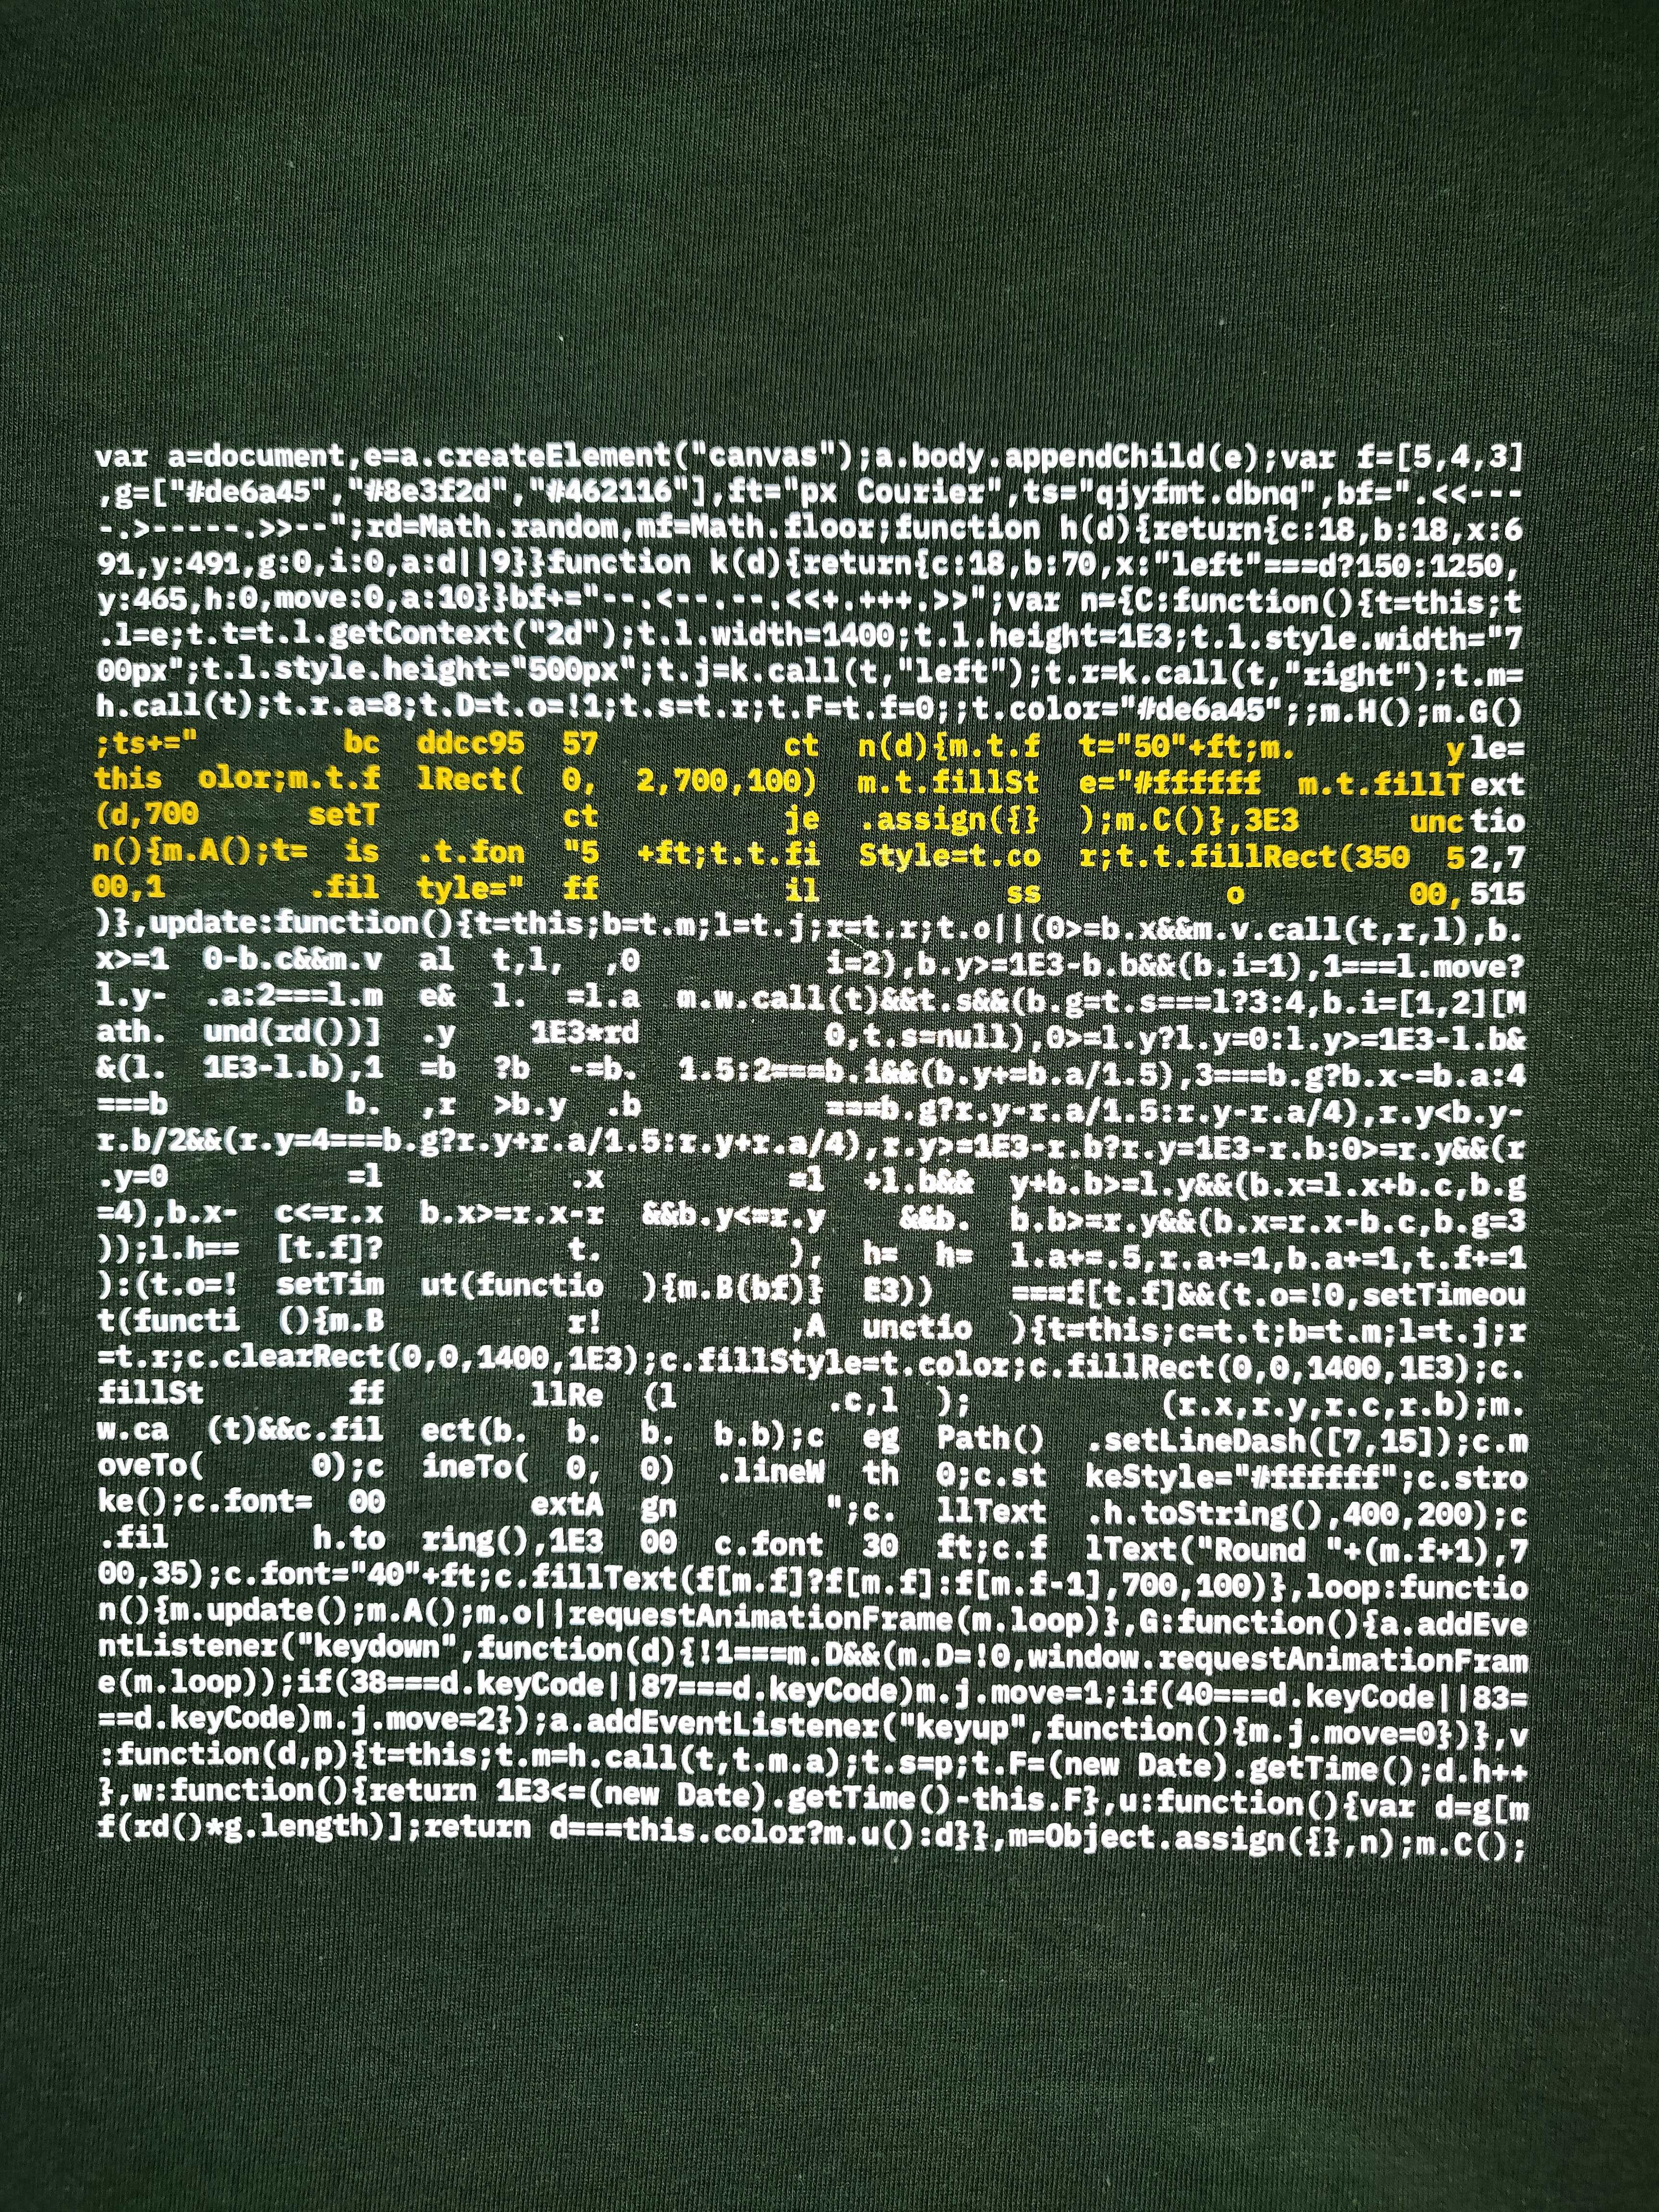 var a=document,e=a.createElement("canvas");a.body.appendChild(e);var f=[5,4,3]
,g=["#de6a45","#8e3f2d","#462116"],ft="px Courier",ts="qjyfmt.dbnq",bf=".<<---
-.>-----.>>--";rd=Math.random,mf=Math.floor;function h(d){return{c:18,b:18,x:6
91,y:491,g:0,i:0,a:d||9}}function k(d){return{c:18,b:70,x:"left"===d?150:1250,
y:465,h:0,move:0,a:10}}bf+="--.<--.--.<<+.+++.>>";var n={C:function(){t=this;t
.l=e;t.t=t.l.getContext("2d");t.l.width=1400;t.l.height=1E3;t.l.style.width="7
00px";t.l.style.height="500px";t.j=k.call(t,"left");t.r=k.call(t,"right");t.m=
h.call(t);t.r.a=8;t.D=t.o=!1;t.s=t.r;t.F=t.f=0;;t.color="#de6a45";;m.H();m.G()
;ts+="        bc  ddcc95  57          ct  n(d){m.t.f  t="50"+ft;m.        yle=
this  olor;m.t.f  lRect(  0,  2,700,100)  m.t.fillSt  e="#ffffff  m.t.fillText
(d,700      setT          ct          je  .assign({}  );m.C()},3E3      unctio
n(){m.A();t=  is  .t.fon  "5  +ft;t.t.fi  Style=t.co  r;t.t.fillRect(350  52,7
00,1        .fil  tyle="  ff          il          ss          o         00,515
)},update:function(){t=this;b=t.m;l=t.j;r=t.r;t.o||(0>=b.x&&m.v.call(t,r,l),b.
x>=1  0-b.c&&m.v  al  t,l,  ,0          i=2),b.y>=1E3-b.b&&(b.i=1),1===l.move?
l.y-  .a:2===l.m  e&  l.  =l.a  m.w.call(t)&&t.s&&(b.g=t.s===l?3:4,b.i=[1,2][M
ath.  und(rd())]  .y    1E3*rd          0,t.s=null),0>=l.y?l.y=0:l.y>=1E3-l.b&
&(l.  1E3-l.b),1  =b  ?b  -=b.  1.5:2===b.i&&(b.y+=b.a/1.5),3===b.g?b.x-=b.a:4
===b          b.  ,r  >b.y  .b          ===b.g?r.y-r.a/1.5:r.y-r.a/4),r.y<b.y-
r.b/2&&(r.y=4===b.g?r.y+r.a/1.5:r.y+r.a/4),r.y>=1E3-r.b?r.y=1E3-r.b:0>=r.y&&(r
.y=0          =l          .x          =l  +l.b&&  y+b.b>=l.y&&(b.x=l.x+b.c,b.g
=4),b.x-  c<=r.x  b.x>=r.x-r  &&b.y<=r.y    &&b.  b.b>=r.y&&(b.x=r.x-b.c,b.g=3
));l.h==  [t.f]?          t.          ),  h=  h=  l.a+=.5,r.a+=1,b.a+=1,t.f+=1
):(t.o=!  setTim  ut(functio  ){m.B(bf)}  E3))    ===f[t.f]&&(t.o=!0,setTimeou
t(functi  (){m.B          r!          ,A  unctio  ){t=this;c=t.t;b=t.m;l=t.j;r
=t.r;c.clearRect(0,0,1400,1E3);c.fillStyle=t.color;c.fillRect(0,0,1400,1E3);c.
fillSt        ff        llRe  (l        .c,l  );          (r.x,r.y,r.c,r.b);m.
w.ca  (t)&&c.fil  ect(b.  b.  b.  b.b);c  eg  Path()  .setLineDash([7,15]);c.m
oveTo(      0);c  ineTo(  0,  0)  .lineW  th  0;c.st  keStyle="#ffffff";c.stro
ke();c.font=  00        extA  gn        ";c.  llText  .h.toString(),400,200);c
.fil        h.to  ring(),1E3  00  c.font  30  ft;c.f  lText("Round "+(m.f+1),7
00,35);c.font="40"+ft;c.fillText(f[m.f]?f[m.f]:f[m.f-1],700,100)},loop:functio
n(){m.update();m.A();m.o||requestAnimationFrame(m.loop)},G:function(){a.addEve
ntListener("keydown",function(d){!1===m.D&&(m.D=!0,window.requestAnimationFram
e(m.loop));if(38===d.keyCode||87===d.keyCode)m.j.move=1;if(40===d.keyCode||83=
==d.keyCode)m.j.move=2});a.addEventListener("keyup",function(){m.j.move=0})},v
:function(d,p){t=this;t.m=h.call(t,t.m.a);t.s=p;t.F=(new Date).getTime();d.h++
},w:function(){return 1E3<=(new Date).getTime()-this.F},u:function(){var d=g[m
f(rd()*g.length)];return d===this.color?m.u():d}},m=Object.assign({},n);m.C();